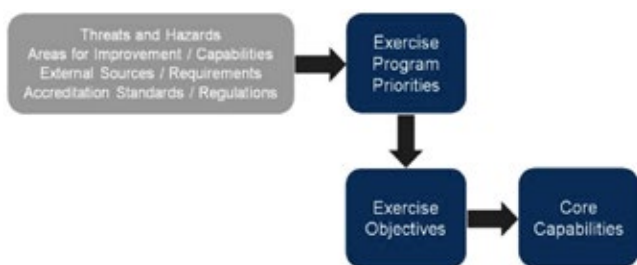 Threats and Hazards
Areas for Improvement / Capabilities
External Sources / Requirements
Accreditation Standards / Regulations
Exercise
Program
Priorities
Exercise
Objectives
Core
Capabilities